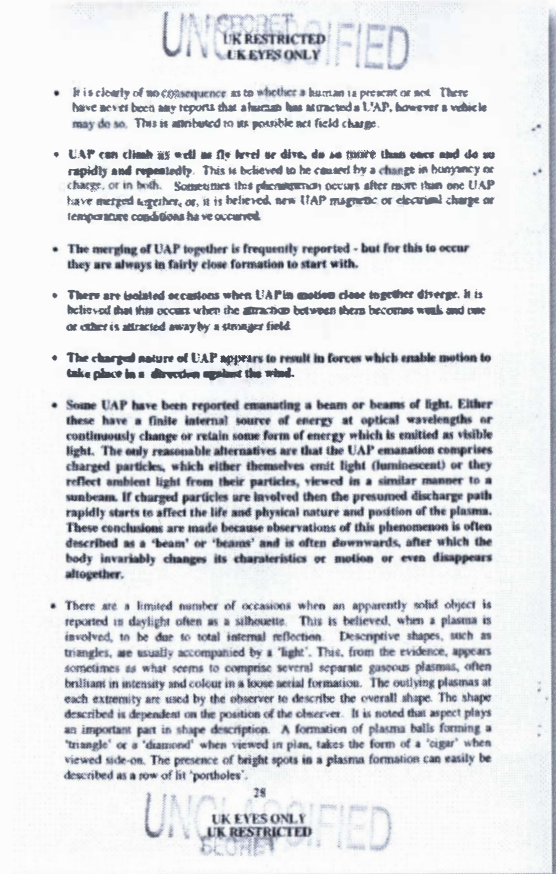 SECRET
UNCLASSIFIED
UK RESTRICTED
UK EYES ONLY
• It is clearly of no consequence as to whether a human is present or not. There
have never been any reports that a human has attracted a UAP, however a vehicle
may do so. This is attributed to its possible net field charge.
• UAP can climb as well as fly level or dive, do so more than once and do so
rapidly and repeatedly. This is believed to be caused by a change in buoyancy or
charge, or in both. Sometimes this phenomenon occurs after more than one UAP
have merged together, or, it is believed, new UAP magnetic or electrical charge or
temperature conditions have occurred.
• The merging of UAP together is frequently reported - but for this to occur
they are always in fairly close formation to start with.
• There are isolated occasions when UAP in motion close together diverge. It is
believed that this occurs when the attraction between them becomes weak and one
or other is attracted away by a stronger field.
• The charged nature of UAP appears to result in forces which enable motion to
take place in a direction against the wind.
• Some UAP have been reported emanating a beam or beams of light. Either
these have a finite internal source of energy at optical wavelengths or
continuously change or retain some form of energy which is emitted as visible
light. The only reasonable alternatives are that the UAP emanation comprises
charged particles, which either themselves emit light (luminescent) or they
reflect ambient light from their particles, viewed in a similar manner to a
sunbeam. If charged particles are involved then the presumed discharge path
rapidly starts to affect the life and physical nature and position of the plasma.
These conclusions are made because observations of this phenomenon is often
described as a 'beam' or 'beams' and is often downwards, after which the
body invariably changes its charateristics or motion or even disappears
altogether.
• There are a limited number of occasions when an apparently solid object is
reported in daylight often as a silhouette. This is believed, when a plasma is
involved, to be due to total internal reflection. Descriptive shapes, such as
triangles, are usually accompanied by a 'light'. This, from the evidence, appears
sometimes as what seems to comprise several separate gaseous plasmas, often
brilliant in intensity and colour in a loose aerial formation. The outlying plasmas at
each extremity are used by the observer to describe the overall shape. The shape
described is dependent on the position of the observer. It is noted that aspect plays
an important part in shape description. A formation of plasma balls forming a
'triangle' or a 'diamond' when viewed in plan, takes the form of a 'cigar' when
viewed side-on. The presence of bright spots in a plasma formation can easily be
described as a row of lit 'portholes'.
28
UNCLASSIFIED
UK EYES ONLY
UK RESTRICTED
SECRET